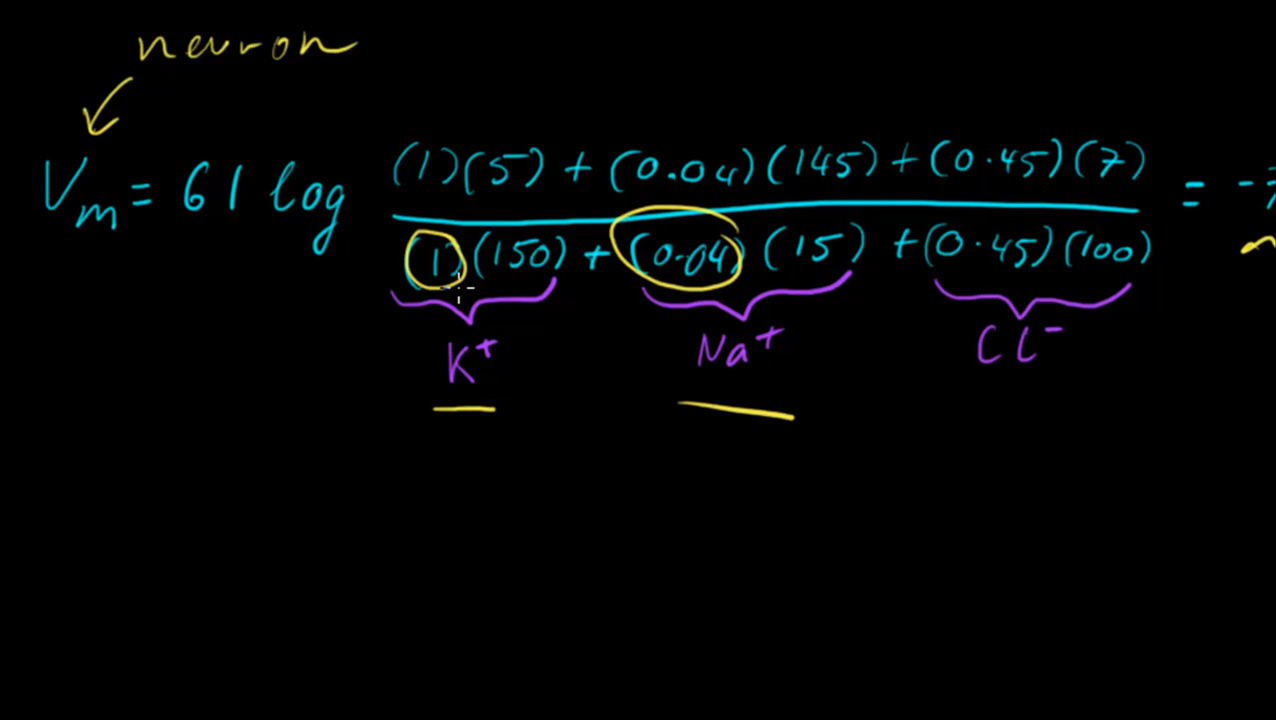 neuron
(1)(5) + (0.04)(145) + (0.45)(7)
Vm = 61 log = -7
(1)(150) + (0.04)(15) + (0.45)(100)
K+ Na+ Cl-